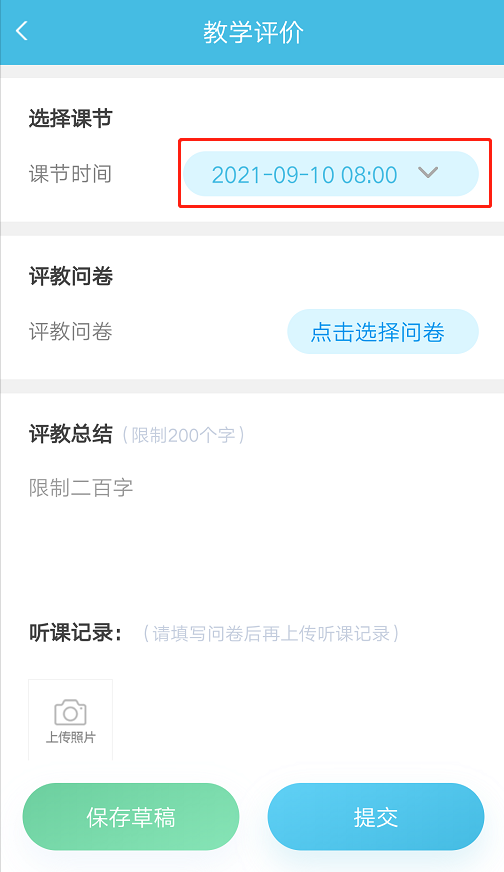 教学评价
选择课节
课节时间 2021-09-10 08:00
评教问卷
评教问卷 点击选择问卷
评教总结（限制200个字）
限制二百字
听课记录：（请填写问卷后再上传听课记录）
上传照片
保存草稿 提交